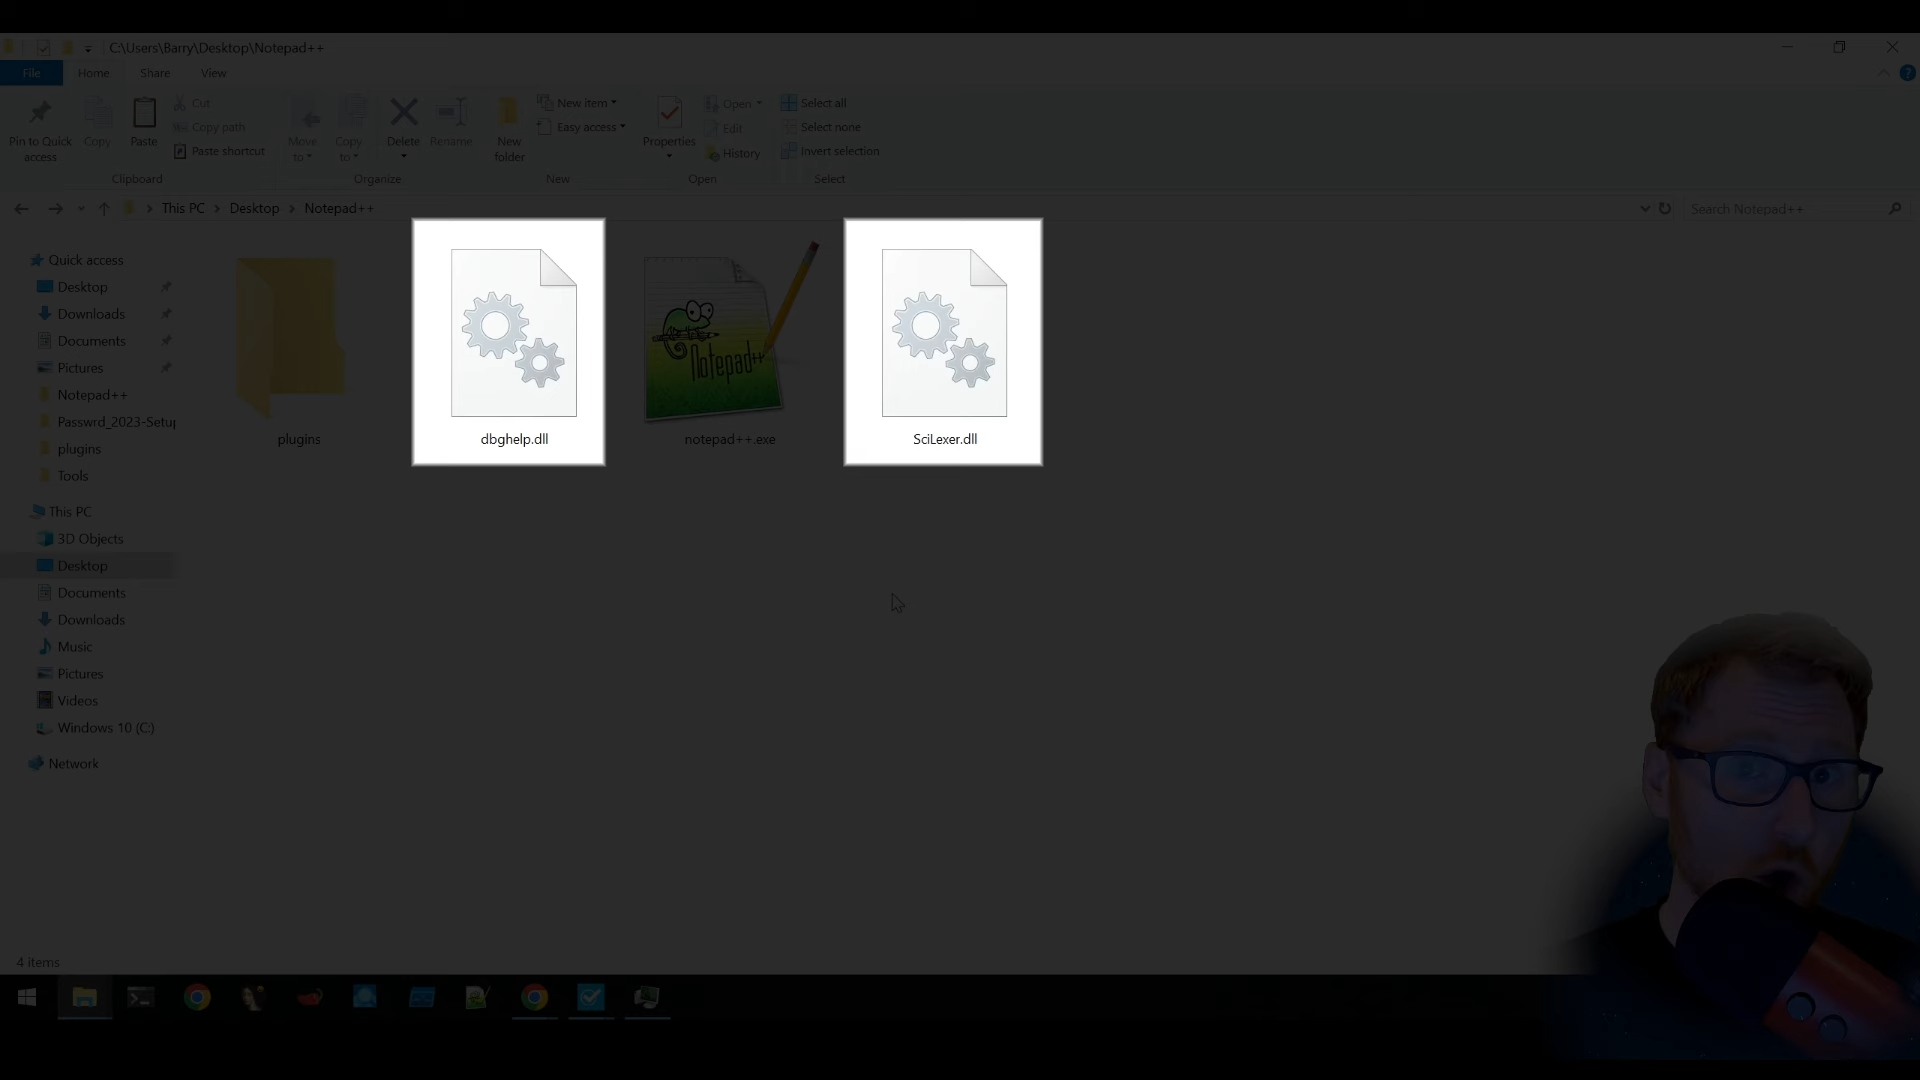 C:\Users\Barry\Desktop\Notepad++
File
Home
Share
View
Pin to Quick access
Copy
Paste
Cut
Copy path
Paste shortcut
Clipboard
Move to
Copy to
Delete
Rename
Organize
New folder
New item
Easy access
New
Properties
Open
Edit
History
Open
Select all
Select none
Invert selection
Select
This PC
Desktop
Notepad++
Search Notepad++
Quick access
Desktop
Downloads
Documents
Pictures
Notepad++
Passwrd_2023-Setup
plugins
Tools
This PC
3D Objects
Desktop
Documents
Downloads
Music
Pictures
Videos
Windows 10 (C:)
Network
plugins
dbghelp.dll
Notepad++
notepad++.exe
SciLexer.dll
4 items